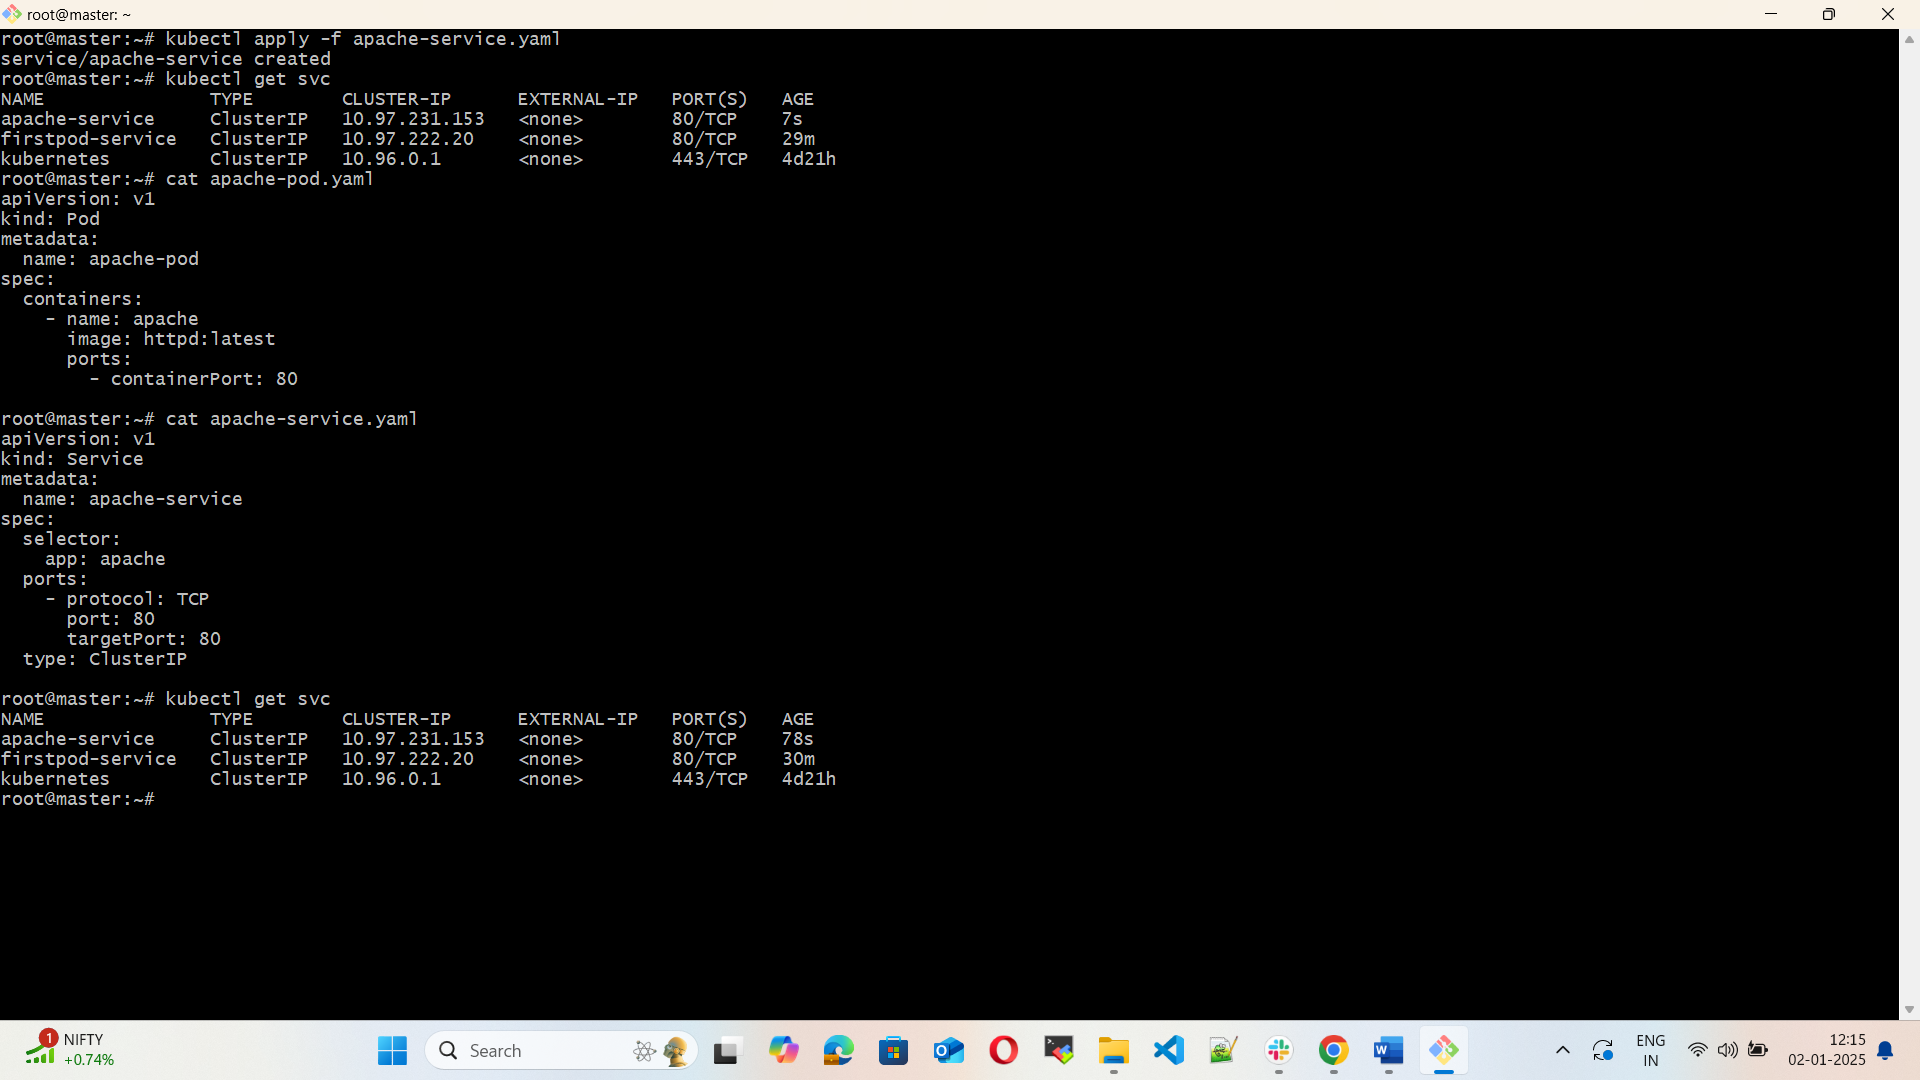 root@master: ~
root@master:~# kubectl apply -f apache-service.yaml
service/apache-service created
root@master:~# kubectl get svc
NAME                TYPE        CLUSTER-IP      EXTERNAL-IP   PORT(S)   AGE
apache-service      ClusterIP   10.97.231.153   <none>        80/TCP    7s
firstpod-service    ClusterIP   10.97.222.20    <none>        80/TCP    29m
kubernetes          ClusterIP   10.96.0.1       <none>        443/TCP   4d21h
root@master:~# cat apache-pod.yaml
apiVersion: v1
kind: Pod
metadata:
  name: apache-pod
spec:
  containers:
    - name: apache
      image: httpd:latest
      ports:
        - containerPort: 80
root@master:~# cat apache-service.yaml
apiVersion: v1
kind: Service
metadata:
  name: apache-service
spec:
  selector:
    app: apache
  ports:
    - protocol: TCP
      port: 80
      targetPort: 80
  type: ClusterIP
root@master:~# kubectl get svc
NAME                TYPE        CLUSTER-IP      EXTERNAL-IP   PORT(S)   AGE
apache-service      ClusterIP   10.97.231.153   <none>        80/TCP    78s
firstpod-service    ClusterIP   10.97.222.20    <none>        80/TCP    30m
kubernetes          ClusterIP   10.96.0.1       <none>        443/TCP   4d21h
root@master:~#
1
NIFTY
+0.74%
Search
ENG
IN
12:15
02-01-2025